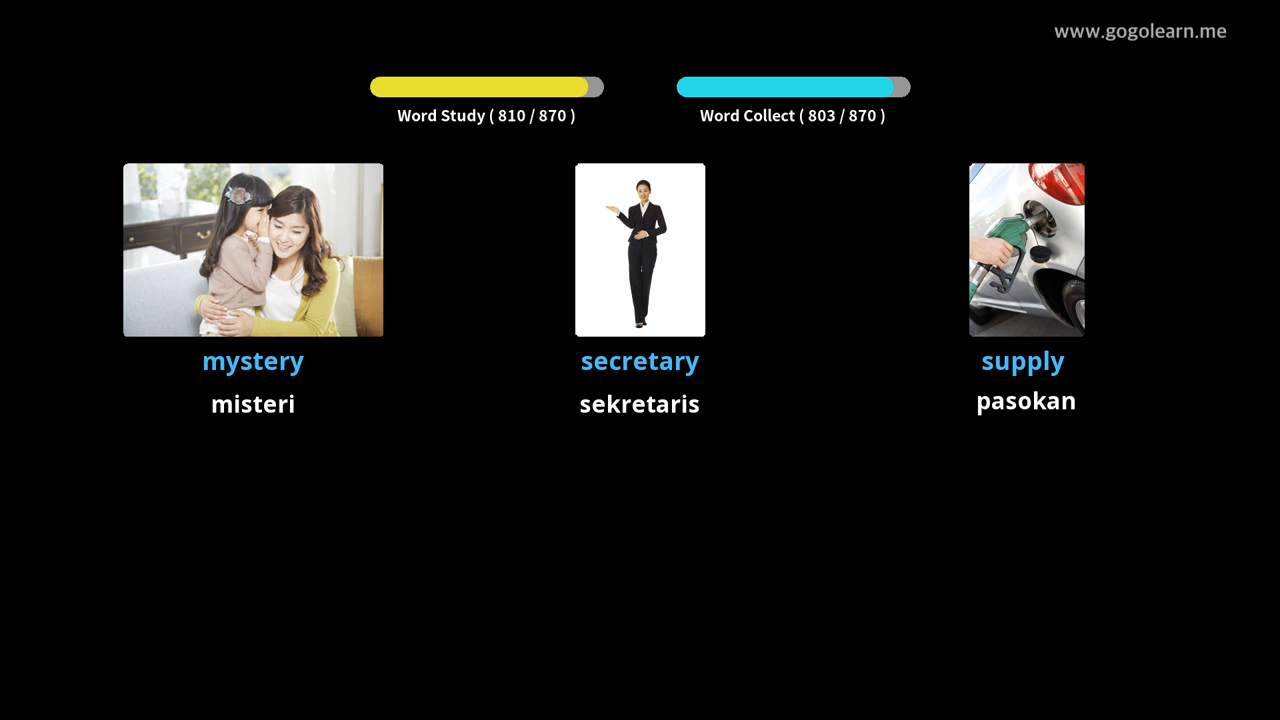 www.gogolearn.me
Word Study ( 810 / 870 )
Word Collect ( 803 / 870 )
mystery
misteri
secretary
sekretaris
supply
pasokan